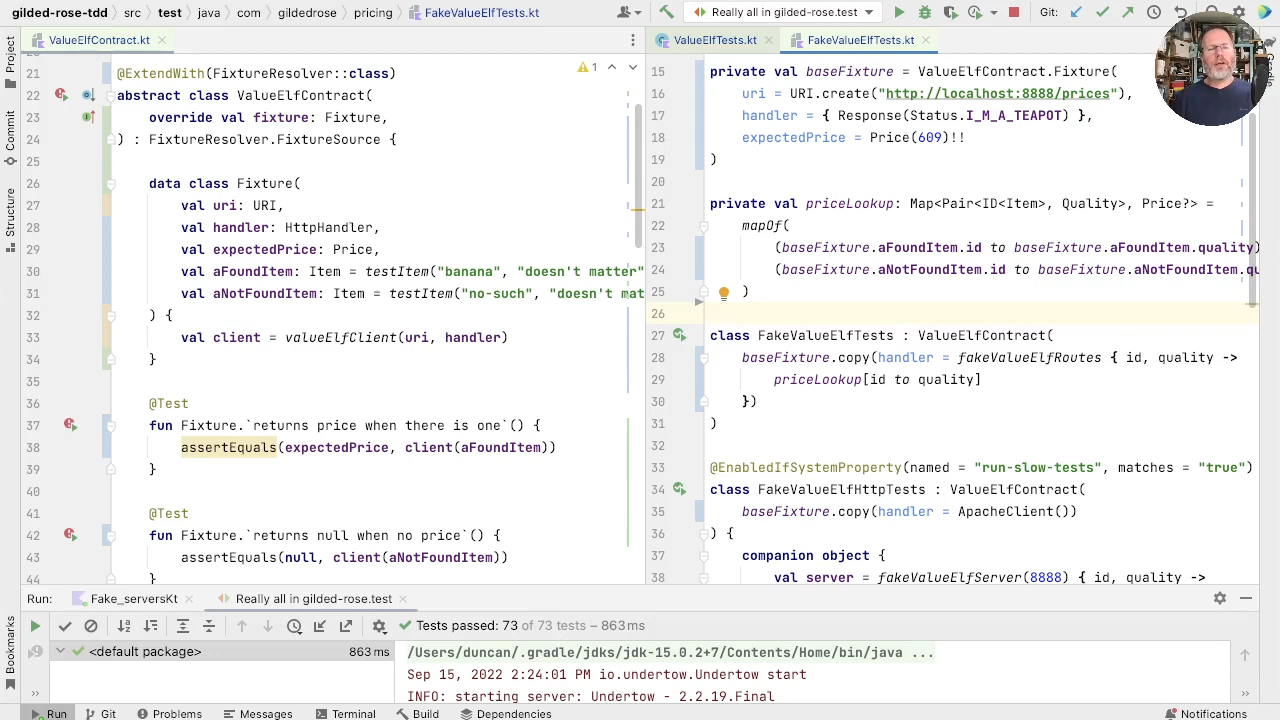 gilded-rose-tdd › src › test › java › com › gildedrose › pricing › FakeValueElfTests.kt
Really all in gilded-rose.test
Git:
ValueElfContract.kt
ValueElfTests.kt
FakeValueElfTests.kt
Project
Commit
Structure
Bookmarks
1
21 @ExtendWith(FixtureResolver::class)
22 abstract class ValueElfContract(
23 override val fixture: Fixture,
24 ) : FixtureResolver.FixtureSource {
25
26 data class Fixture(
27 val uri: URI,
28 val handler: HttpHandler,
29 val expectedPrice: Price,
30 val aFoundItem: Item = testItem("banana", "doesn't matter"
31 val aNotFoundItem: Item = testItem("no-such", "doesn't mat
32 ) {
33 val client = valueElfClient(uri, handler)
34 }
35
36 @Test
37 fun Fixture.`returns price when there is one`() {
38 assertEquals(expectedPrice, client(aFoundItem))
39 }
40
41 @Test
42 fun Fixture.`returns null when no price`() {
43 assertEquals(null, client(aNotFoundItem))
44 }
15 private val baseFixture = ValueElfContract.Fixture(
16 uri = URI.create("http://localhost:8888/prices"),
17 handler = { Response(Status.I_M_A_TEAPOT) },
18 expectedPrice = Price(609)!!
19 )
20
21 private val priceLookup: Map<Pair<ID<Item>, Quality>, Price?> =
22 mapOf(
23 (baseFixture.aFoundItem.id to baseFixture.aFoundItem.quality)
24 (baseFixture.aNotFoundItem.id to baseFixture.aNotFoundItem.qu
25 )
26
27 class FakeValueElfTests : ValueElfContract(
28 baseFixture.copy(handler = fakeValueElfRoutes { id, quality ->
29 priceLookup[id to quality]
30 })
31 )
32
33 @EnabledIfSystemProperty(named = "run-slow-tests", matches = "true")
34 class FakeValueElfHttpTests : ValueElfContract(
35 baseFixture.copy(handler = ApacheClient())
36 ) {
37 companion object {
38 val server = fakeValueElfServer(8888) { id, quality ->
Run: Fake_serversKt Really all in gilded-rose.test
Tests passed: 73 of 73 tests – 863 ms
<default package> 863 ms
/Users/duncan/.gradle/jdks/jdk-15.0.2+7/Contents/Home/bin/java ...
Sep 15, 2022 2:24:01 PM io.undertow.Undertow start
INFO: starting server: Undertow - 2.2.19.Final
Run Git Problems Messages Terminal Build Dependencies Notifications